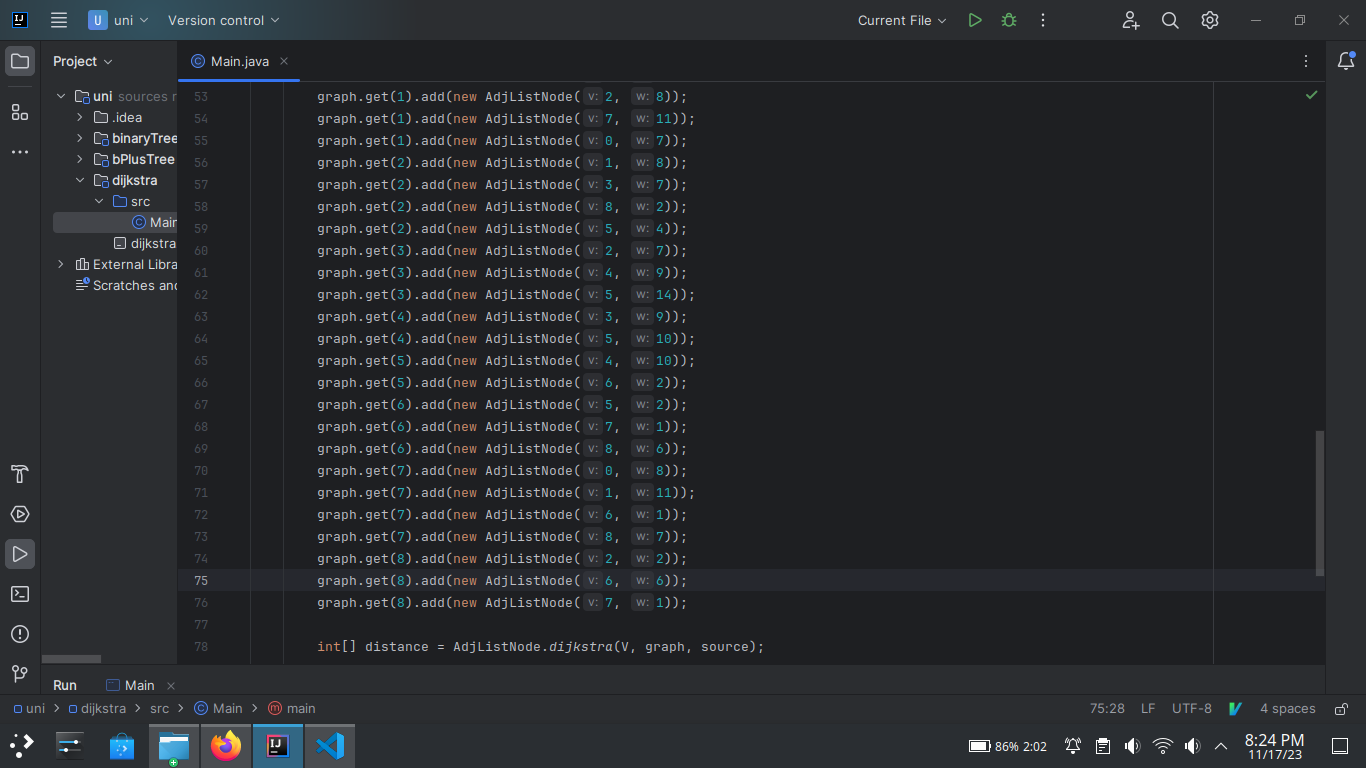 U uni Version control Current File
Project
Main.java
uni sources r
.idea
binaryTree
bPlusTree
dijkstra
src
Main
dijkstra
External Libra
Scratches and
53 graph.get(1).add(new AdjListNode( v: 2, w: 8));
54 graph.get(1).add(new AdjListNode( v: 7, w: 11));
55 graph.get(1).add(new AdjListNode( v: 0, w: 7));
56 graph.get(2).add(new AdjListNode( v: 1, w: 8));
57 graph.get(2).add(new AdjListNode( v: 3, w: 7));
58 graph.get(2).add(new AdjListNode( v: 8, w: 2));
59 graph.get(2).add(new AdjListNode( v: 5, w: 4));
60 graph.get(3).add(new AdjListNode( v: 2, w: 7));
61 graph.get(3).add(new AdjListNode( v: 4, w: 9));
62 graph.get(3).add(new AdjListNode( v: 5, w: 14));
63 graph.get(4).add(new AdjListNode( v: 3, w: 9));
64 graph.get(4).add(new AdjListNode( v: 5, w: 10));
65 graph.get(5).add(new AdjListNode( v: 4, w: 10));
66 graph.get(5).add(new AdjListNode( v: 6, w: 2));
67 graph.get(6).add(new AdjListNode( v: 5, w: 2));
68 graph.get(6).add(new AdjListNode( v: 7, w: 1));
69 graph.get(6).add(new AdjListNode( v: 8, w: 6));
70 graph.get(7).add(new AdjListNode( v: 0, w: 8));
71 graph.get(7).add(new AdjListNode( v: 1, w: 11));
72 graph.get(7).add(new AdjListNode( v: 6, w: 1));
73 graph.get(7).add(new AdjListNode( v: 8, w: 7));
74 graph.get(8).add(new AdjListNode( v: 2, w: 2));
75 graph.get(8).add(new AdjListNode( v: 6, w: 6));
76 graph.get(8).add(new AdjListNode( v: 7, w: 1));
77
78 int[] distance = AdjListNode.dijkstra(V, graph, source);
Run Main
uni dijkstra src Main main 75:28 LF UTF-8 4 spaces
86% 2:02 8:24 PM
11/17/23